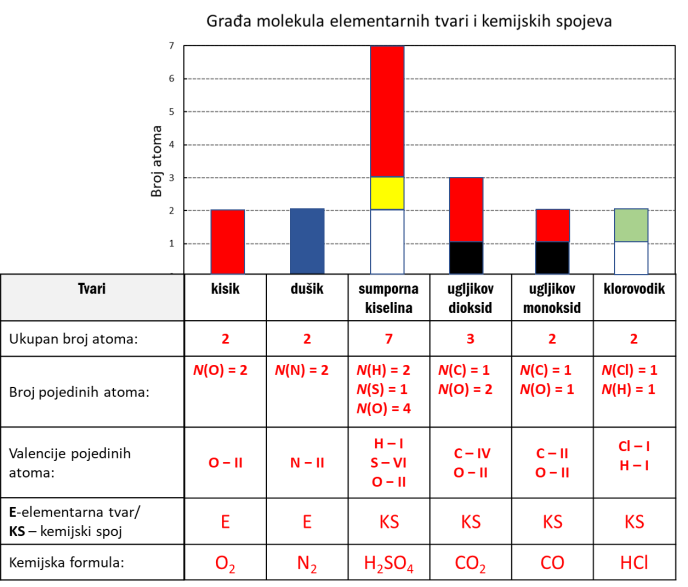 Građa molekula elementarnih tvari i kemijskih spojeva
Broj atoma
7
6
5
4
3
2
1
Tvari
kisik
dušik
sumporna
kiselina
ugljikov
dioksid
ugljikov
monoksid
klorovodik
Ukupan broj atoma:
2
2
7
3
2
2
Broj pojedinih atoma:
N(O) = 2
N(N) = 2
N(H) = 2
N(S) = 1
N(O) = 4
N(C) = 1
N(O) = 2
N(C) = 1
N(O) = 1
N(Cl) = 1
N(H) = 1
Valencije pojedinih
atoma:
O – II
N – II
H – I
S – VI
O – II
C – IV
O – II
C – II
O – II
Cl – I
H – I
E-elementarna tvar/
KS – kemijski spoj
E
E
KS
KS
KS
KS
Kemijska formula:
O₂
N₂
H₂SO₄
CO₂
CO
HCl